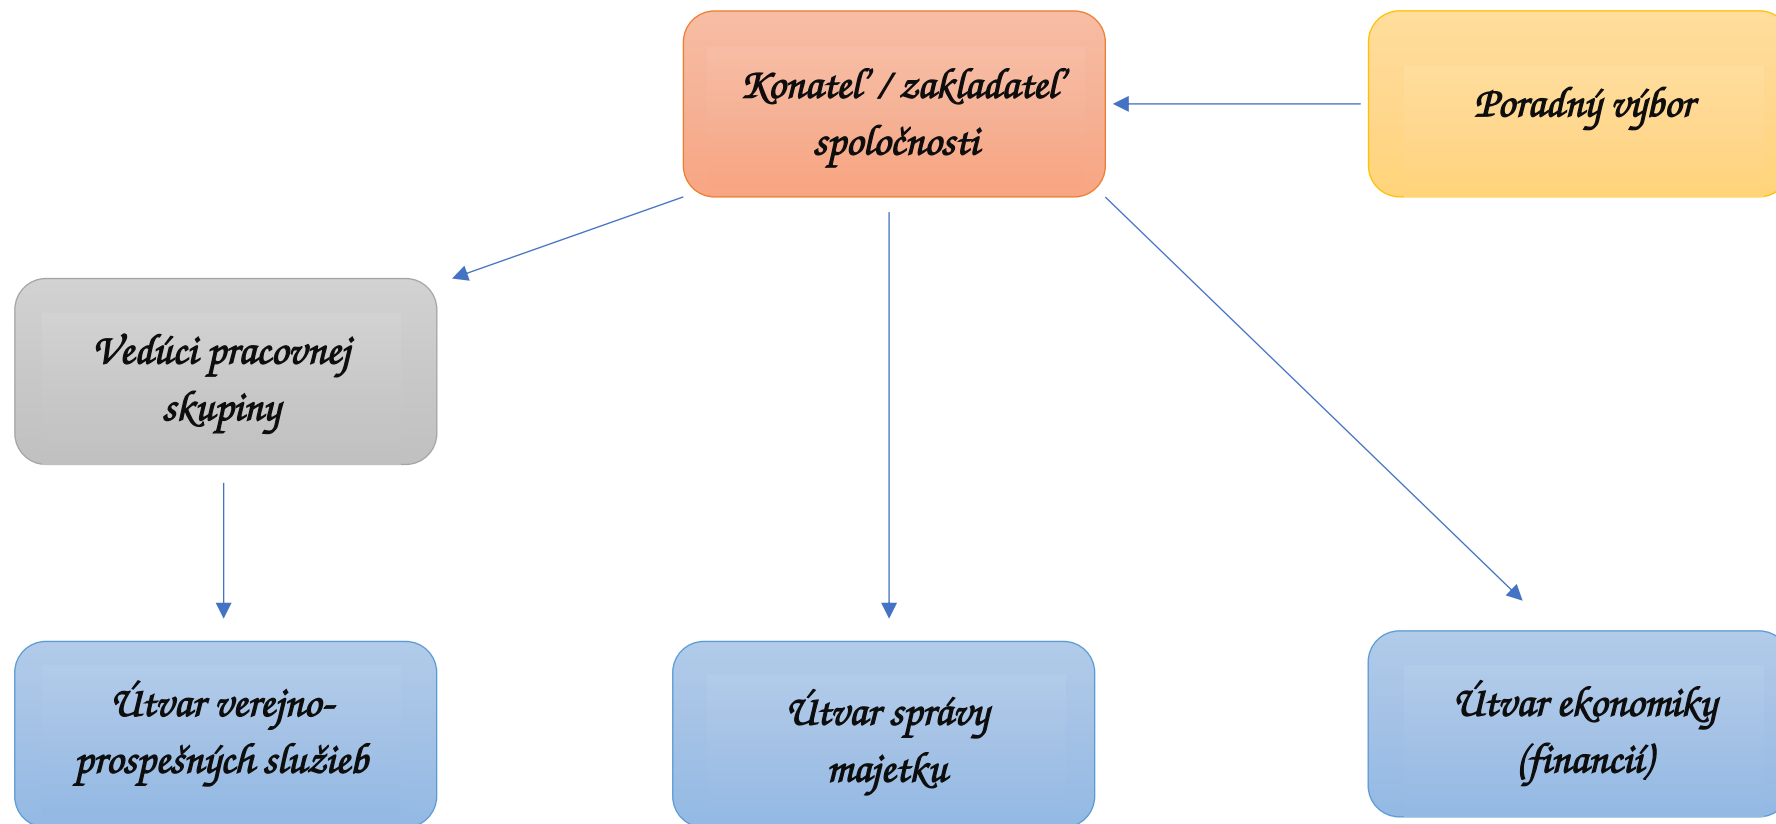 Konateľ / zakladateľ
spoločnosti
Poradný výbor
Vedúci pracovnej
skupiny
Útvar verejno-
prospešných služieb
Útvar správy
majetku
Útvar ekonomiky
(financií)